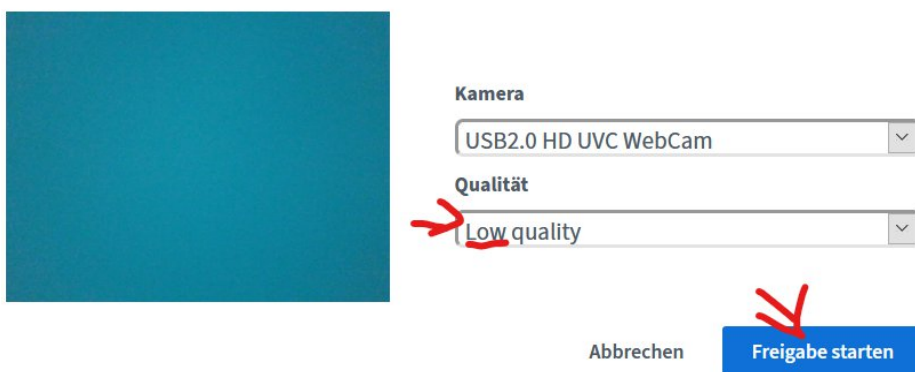 Kamera
USB2.0 HD UVC WebCam
Qualität
Low quality
Abbrechen
Freigabe starten